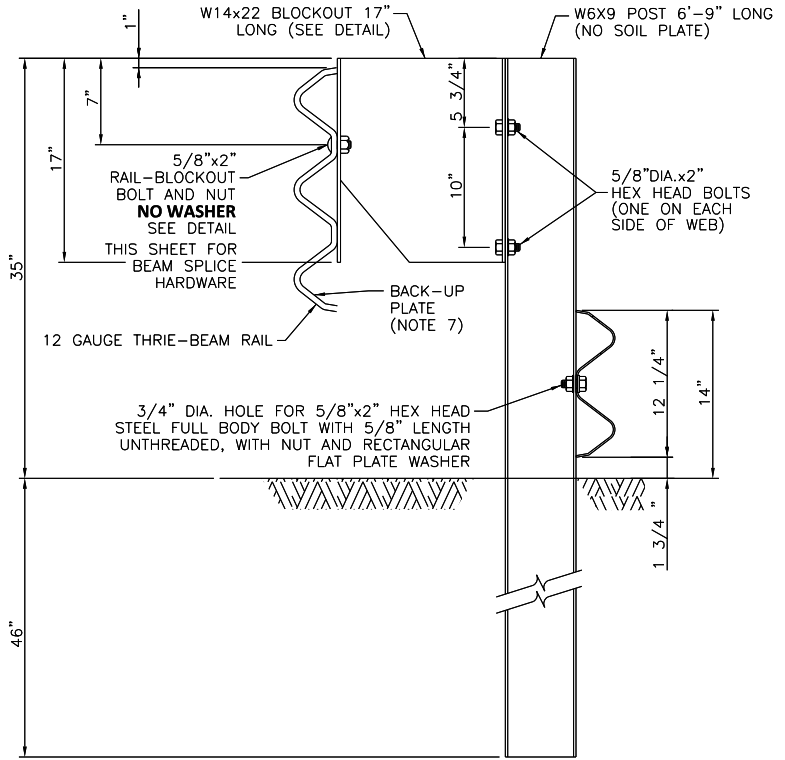 W14x22 BLOCKOUT 17"
LONG (SEE DETAIL)
W6X9 POST 6'-9" LONG
(NO SOIL PLATE)
1"
7"
17"
35"
46"
5 3/4"
10"
5/8"x2"
RAIL-BLOCKOUT
BOLT AND NUT
NO WASHER
SEE DETAIL
THIS SHEET FOR
BEAM SPLICE
HARDWARE
5/8"DIA.x2"
HEX HEAD BOLTS
(ONE ON EACH
SIDE OF WEB)
BACK-UP
PLATE
(NOTE 7)
12 GAUGE THRIE-BEAM RAIL
3/4" DIA. HOLE FOR 5/8"x2" HEX HEAD
STEEL FULL BODY BOLT WITH 5/8" LENGTH
UNTHREADED, WITH NUT AND RECTANGULAR
FLAT PLATE WASHER
12 1/4"
14"
1 3/4"